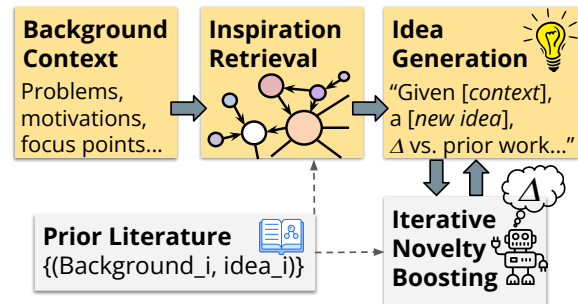 Background
Context
Problems,
motivations,
focus points...
Inspiration
Retrieval
Idea
Generation
“Given [context],
a [new idea],
Δ vs. prior work...”
Prior Literature
{(Background_i, idea_i)}
Iterative
Novelty
Boosting
Δ